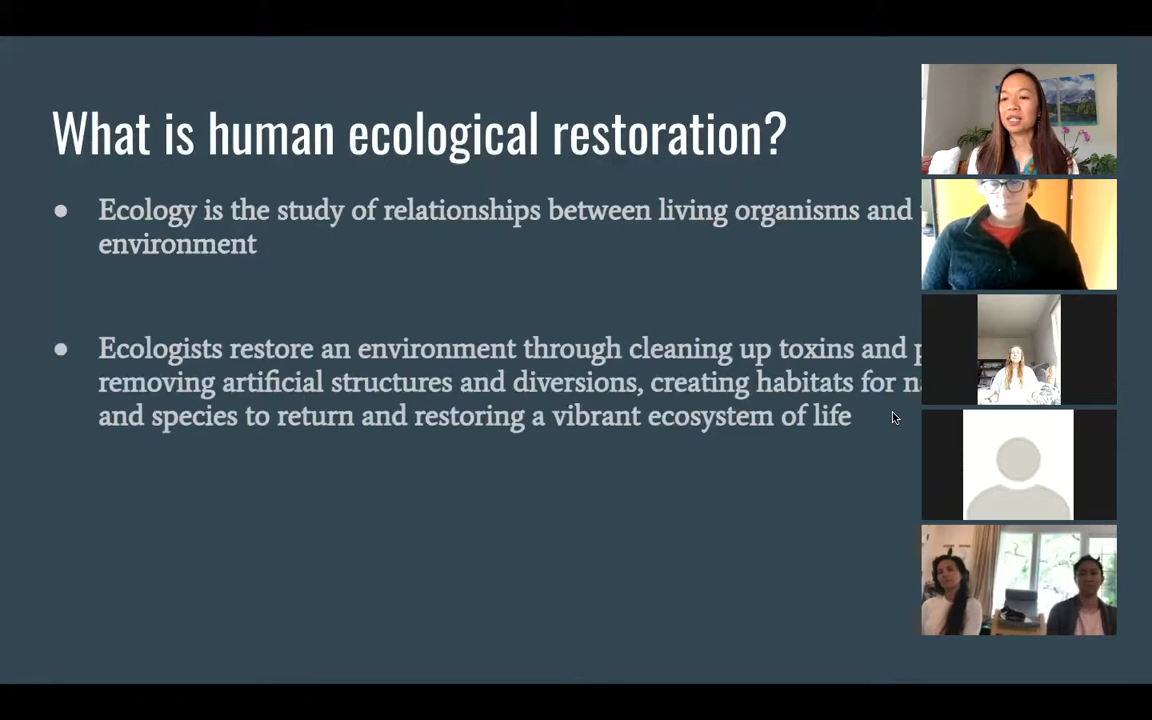 What is human ecological restoration?
● Ecology is the study of relationships between living organisms and
environment
● Ecologists restore an environment through cleaning up toxins and
removing artificial structures and diversions, creating habitats for
and species to return and restoring a vibrant ecosystem of life